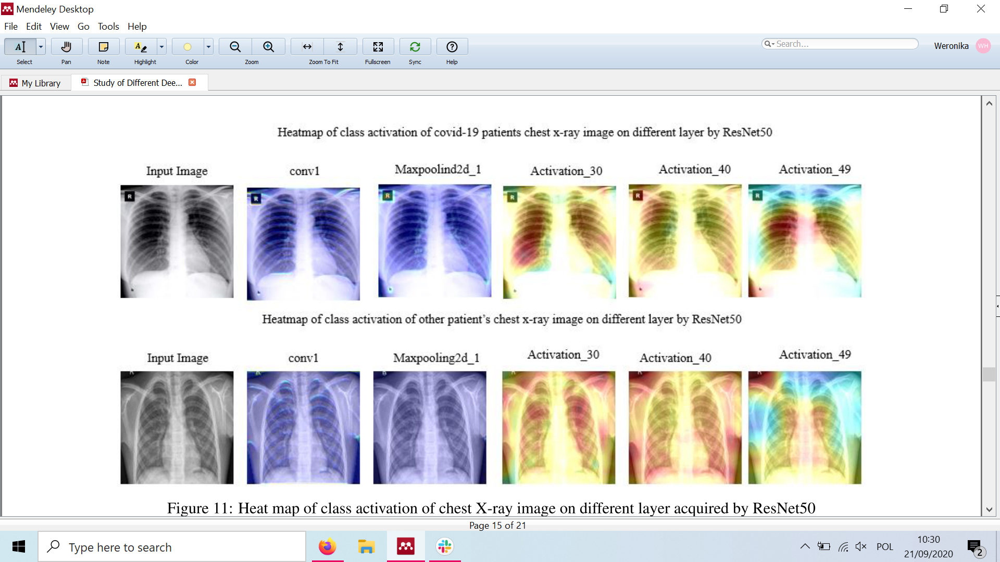 Mendeley Desktop
File Edit View Go Tools Help
Search...
Weronika WH
Select Pan Note Highlight Color Zoom Zoom To Fit Fullscreen Sync Help
My Library Study of Different Dee...
Heatmap of class activation of covid-19 patients chest x-ray image on different layer by ResNet50
Input Image conv1 Maxpoolind2d_1 Activation_30 Activation_40 Activation_49
R R R R R R
Heatmap of class activation of other patient's chest x-ray image on different layer by ResNet50
Input Image conv1 Maxpooling2d_1 Activation_30 Activation_40 Activation_49
Figure 11: Heat map of class activation of chest X-ray image on different layer acquired by ResNet50
Page 15 of 21
Type here to search
POL
10:30
21/09/2020
2